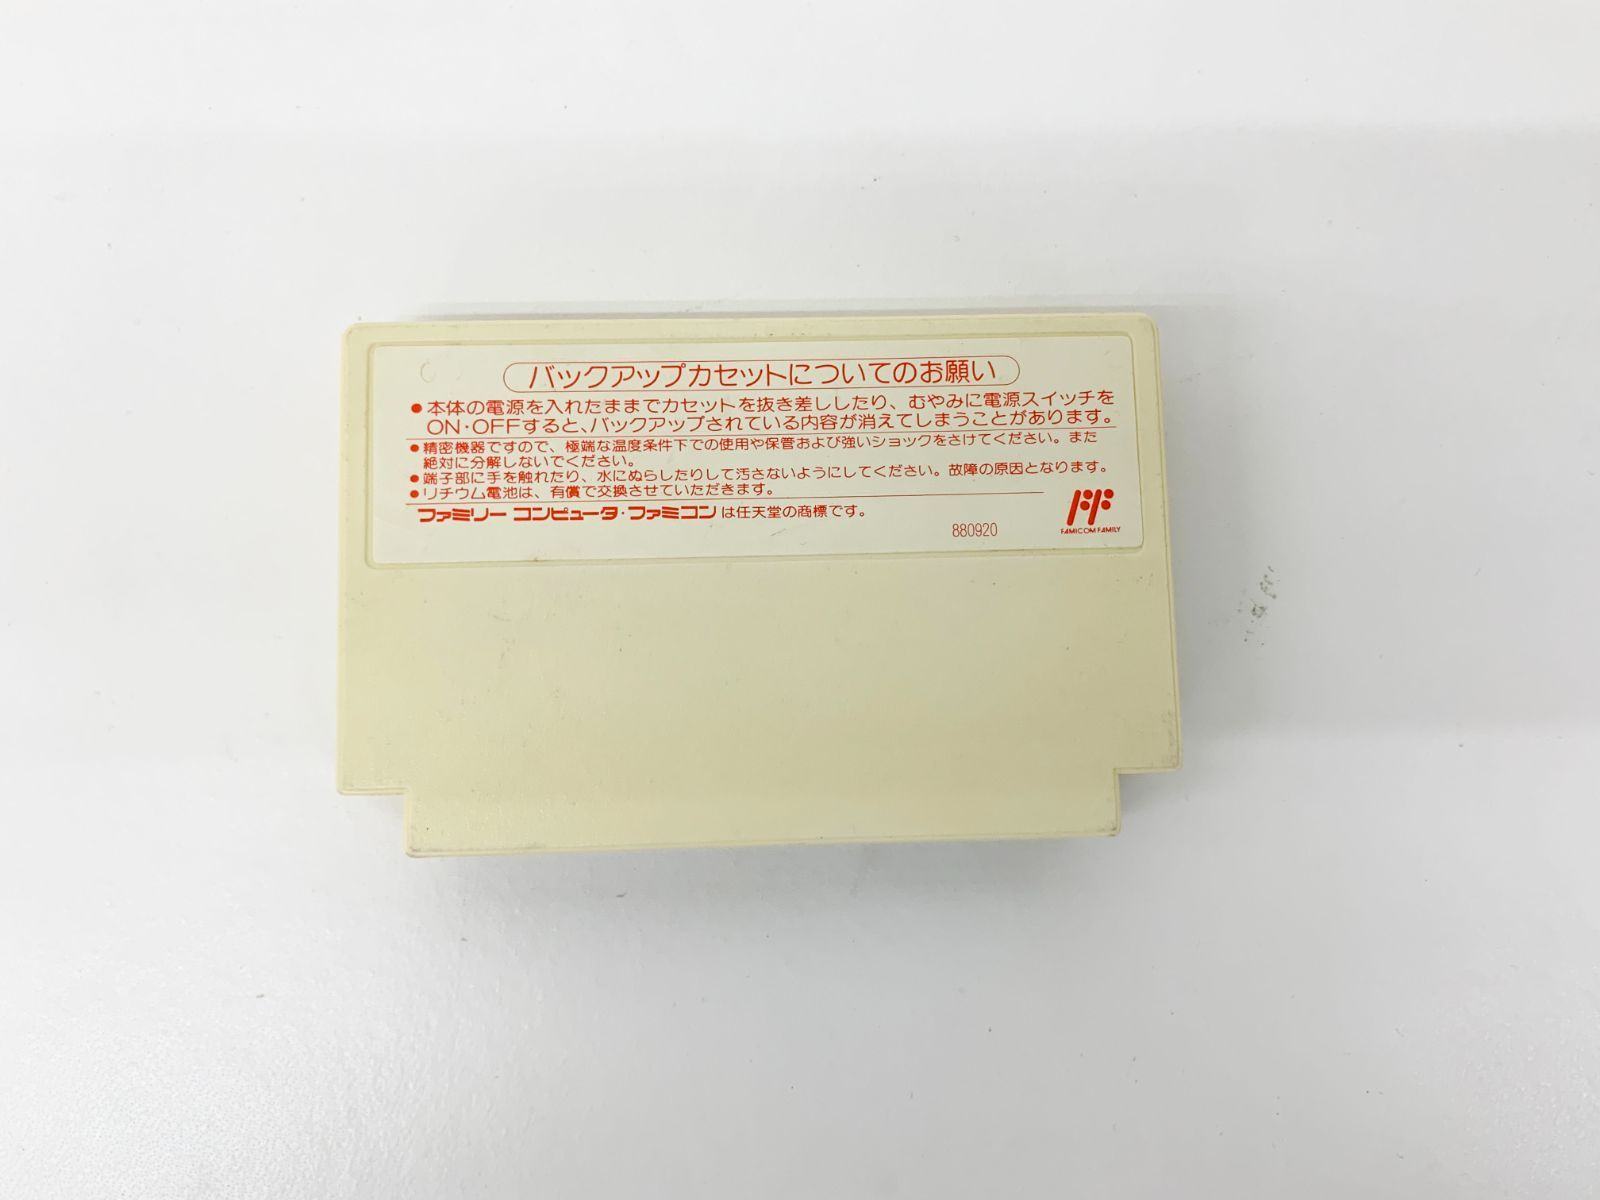 バックアップカセットについてのお願い
●本体の電源を入れたままでカセットを抜き差ししたり、むやみに電源スイッチを
ON・OFFすると、バックアップされている内容が消えてしまうことがあります。
●精密機器ですので、極端な温度条件下での使用や保管および強いショックをさけてください。また
絶対に分解しないでください。
●端子部に手を触れたり、水にぬらしたりして汚さないようにしてください。故障の原因となります。
●リチウム電池は、有償で交換させていただきます。
ファミリーコンピュータ・ファミコンは任天堂の商標です。
880920
FAMICOM FAMILY